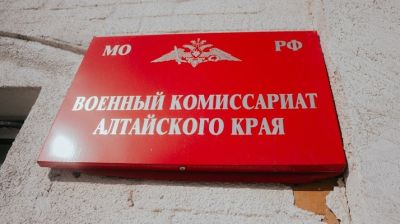 МО РФ
ВОЕННЫЙ КОМИССАРИАТ
АЛТАЙСКОГО КРАЯ